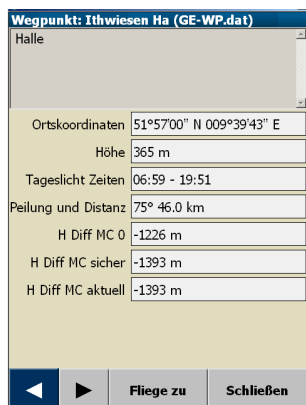 Wegpunkt: Ithwiesen Ha (GE-WP.dat)
Halle
Ortskoordinaten 51°57'00" N 009°39'43" E
Höhe 365 m
Tageslicht Zeiten 06:59 - 19:51
Peilung und Distanz 75° 46.0 km
H Diff MC 0 -1226 m
H Diff MC sicher -1393 m
H Diff MC aktuell -1393 m
Fliege zu Schließen